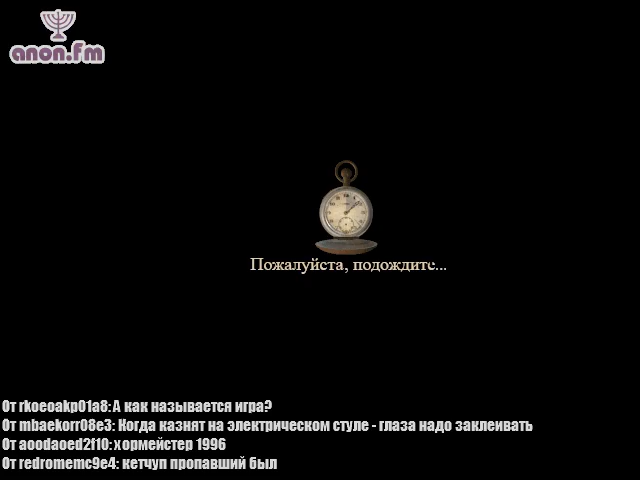 anon.fm
Пожалуйста, подождите...
От rkoeoakp01a8: А как называется игра?
От mbaekorr08e3: Когда казнят на электрическом стуле - глаза надо заклеивать
От aoodaoed2f10: хормейстер 1996
От redromemc9e4: кетчуп пропавший был